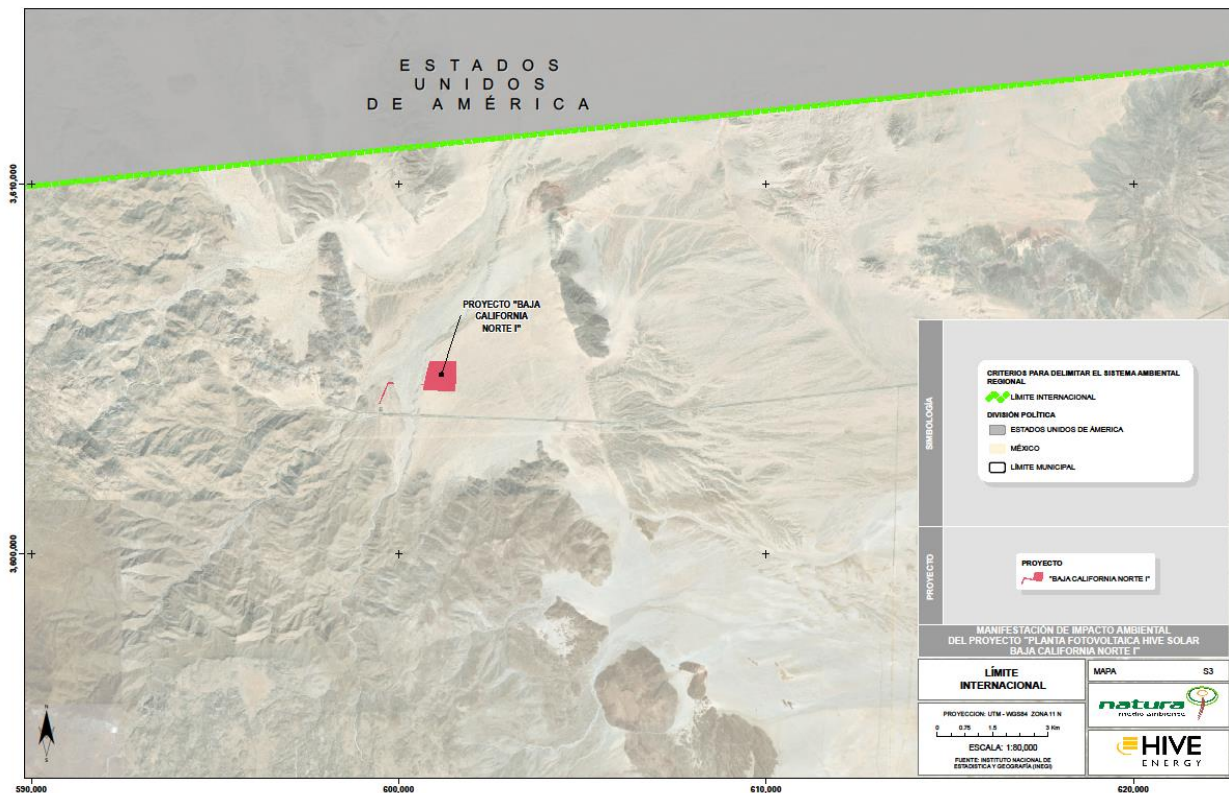 ESTADOS
UNIDOS
DE AMÉRICA
3,610,000
PROYECTO "BAJA
CALIFORNIA
NORTE I"
3,600,000
SIMBOLOGÍA
CRITERIOS PARA DELIMITAR EL SISTEMA AMBIENTAL
REGIONAL
LÍMITE INTERNACIONAL
DIVISIÓN POLÍTICA
ESTADOS UNIDOS DE ÁMERICA
MÉXICO
LÍMITE MUNICIPAL
PROYECTO
PROYECTO
"BAJA CALIFORNIA NORTE I"
MANIFESTACIÓN DE IMPACTO AMBIENTAL
DEL PROYECTO "PLANTA FOTOVOLTAICA HIVE SOLAR
BAJA CALIFORNIA NORTE I"
LÍMITE
INTERNACIONAL
MAPA S3
PROYECCION: UTM - WGS84 ZONA 11 N
0 0.75 1.5 3 Km
ESCALA: 1:80,000
FUENTE: INSTITUTO NACIONAL DE
ESTADISTICA Y GEOGRAFÍA (INEGI)
natura
medio ambiente
HIVE
ENERGY
N
S
590,000
600,000
610,000
620,000